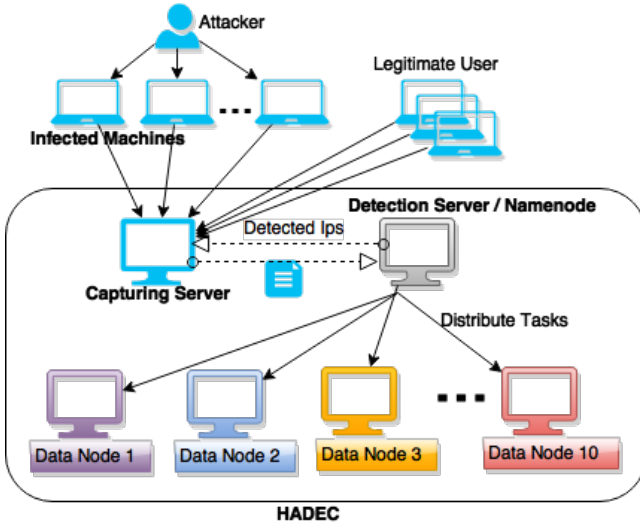 Attacker
Legitimate User
Infected Machines
Detection Server / Namenode
Detected Ips
Capturing Server
Distribute Tasks
Data Node 1
Data Node 2
Data Node 3
Data Node 10
HADEC